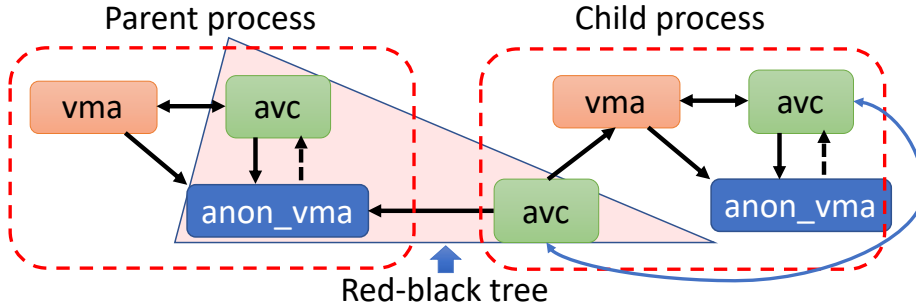 Parent process
Child process
vma
avc
vma
avc
anon_vma
avc
anon_vma
Red-black tree